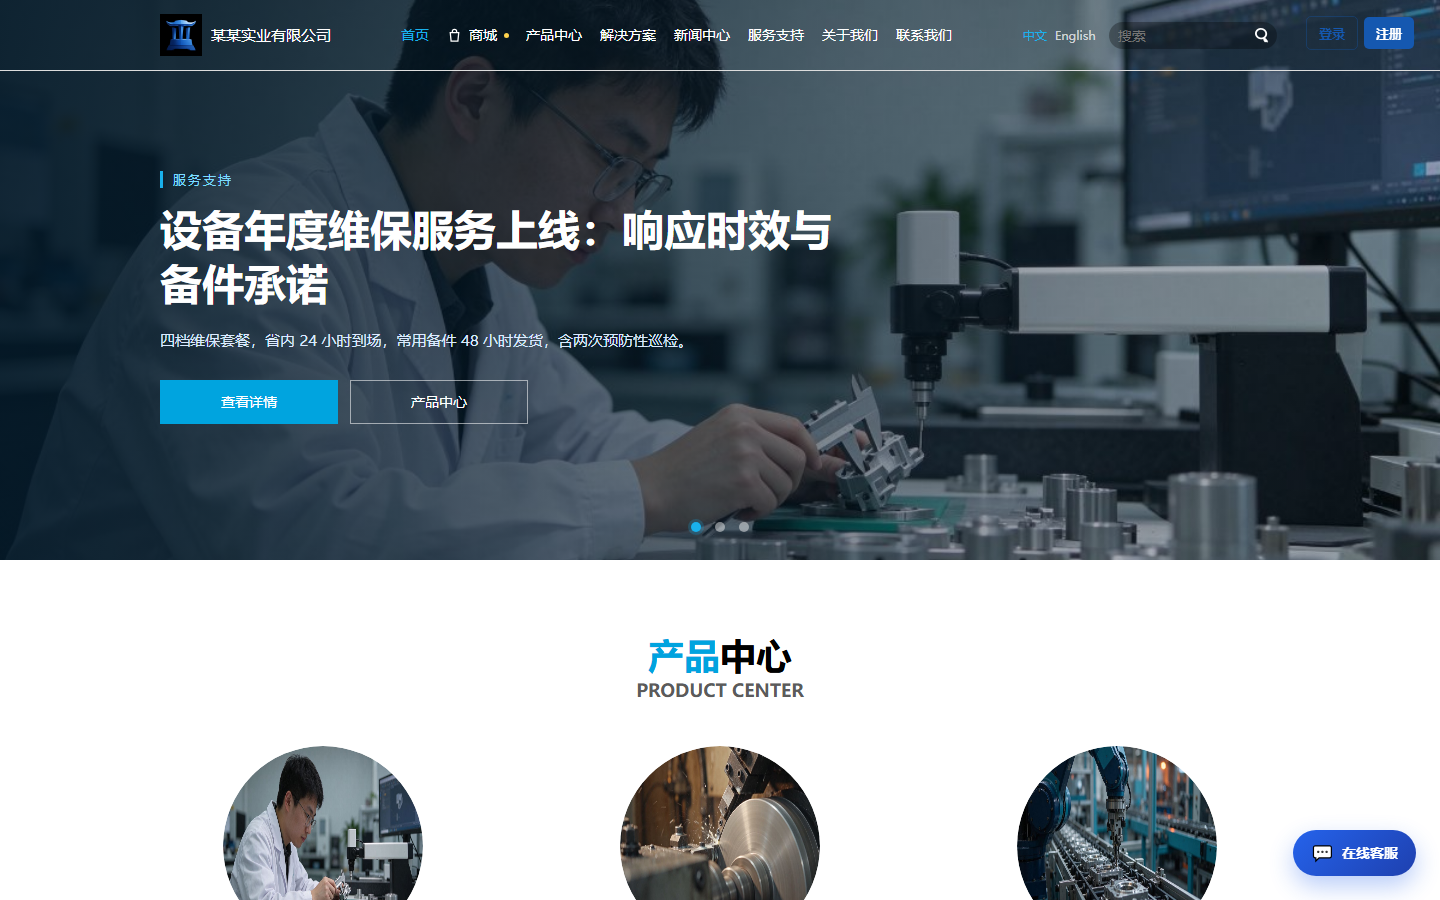 某某实业有限公司
首页 商城 产品中心 解决方案 新闻中心 服务支持 关于我们 联系我们
中文 English 搜索 登录 注册
服务支持
设备年度维保服务上线：响应时效与
备件承诺
四档维保套餐，省内 24 小时到场，常用备件 48 小时发货，含两次预防性巡检。
查看详情 产品中心
产品中心
PRODUCT CENTER
在线客服